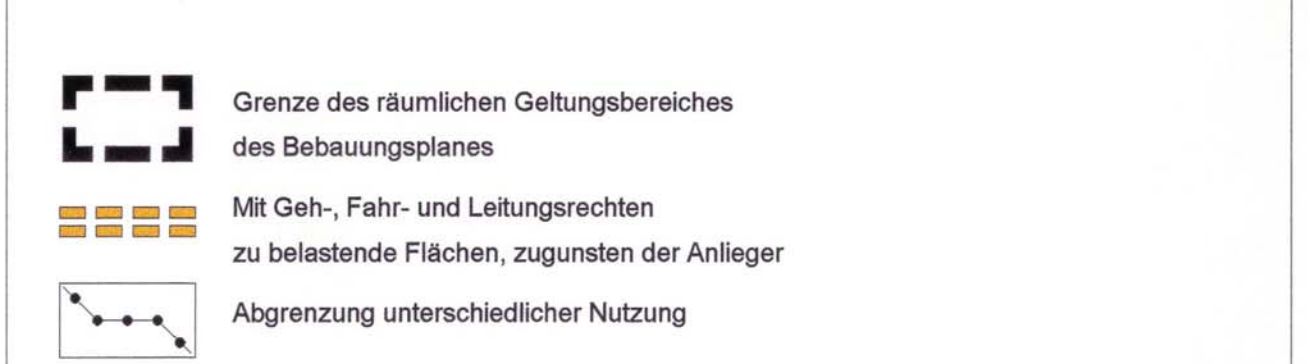 Grenze des räumlichen Geltungsbereiches
des Bebauungsplanes
Mit Geh-, Fahr- und Leitungsrechten
zu belastende Flächen, zugunsten der Anlieger
Abgrenzung unterschiedlicher Nutzung